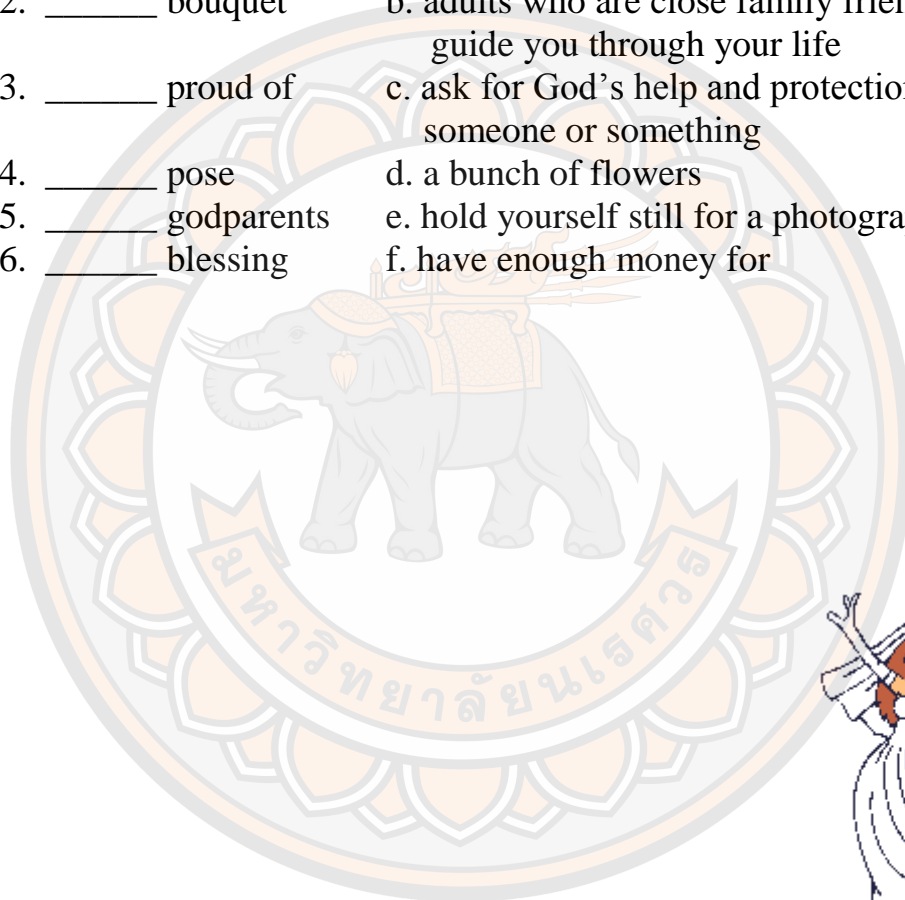 2. ______ bouquet b. adults who are close family
guide you through your life
3. ______ proud of c. ask for God’s help and
someone or something
4. ______ pose d. a bunch of flowers
5. ______ godparents e. hold yourself still for a
6. ______ blessing f. have enough money for
มหาวิทยาลัยนเรศวร